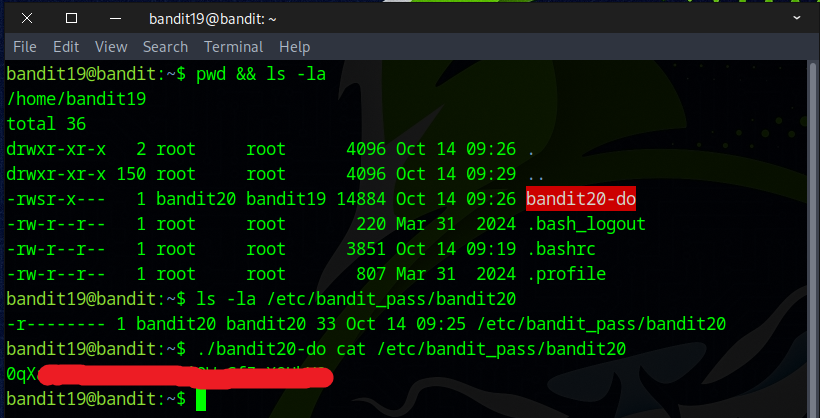 bandit19@bandit: ~
File Edit View Search Terminal Help
bandit19@bandit:~$ pwd && ls -la
/home/bandit19
total 36
drwxr-xr-x   2 root     root      4096 Oct 14 09:26 .
drwxr-xr-x 150 root     root      4096 Oct 14 09:29 ..
-rwsr-x---   1 bandit20 bandit19 14884 Oct 14 09:26 bandit20-do
-rw-r--r--   1 root     root       220 Mar 31  2024 .bash_logout
-rw-r--r--   1 root     root      3851 Oct 14 09:19 .bashrc
-rw-r--r--   1 root     root       807 Mar 31  2024 .profile
bandit19@bandit:~$ ls -la /etc/bandit_pass/bandit20
-r-------- 1 bandit20 bandit20 33 Oct 14 09:25 /etc/bandit_pass/bandit20
bandit19@bandit:~$ ./bandit20-do cat /etc/bandit_pass/bandit20
bandit19@bandit:~$